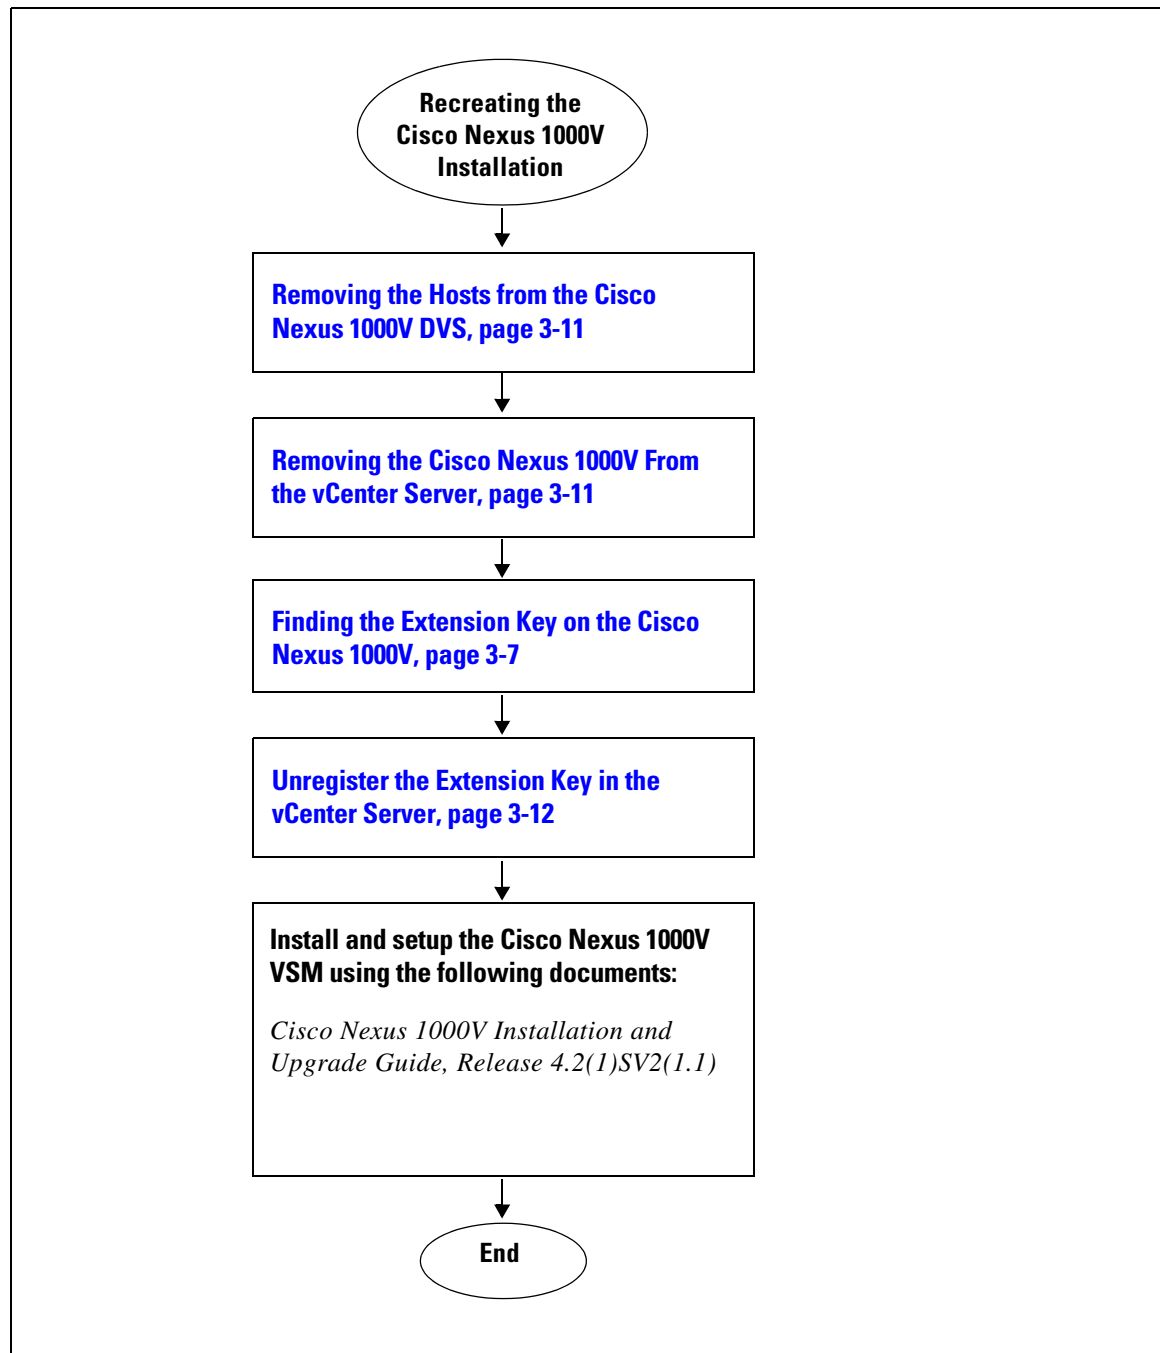 Recreating the
Cisco Nexus 1000V
Installation
Removing the Hosts from the Cisco
Nexus 1000V DVS, page 3-11
Removing the Cisco Nexus 1000V From
the vCenter Server, page 3-11
Finding the Extension Key on the Cisco
Nexus 1000V, page 3-7
Unregister the Extension Key in the
vCenter Server, page 3-12
Install and setup the Cisco Nexus 1000V
VSM using the following documents:
Cisco Nexus 1000V Installation and
Upgrade Guide, Release 4.2(1)SV2(1.1)
End